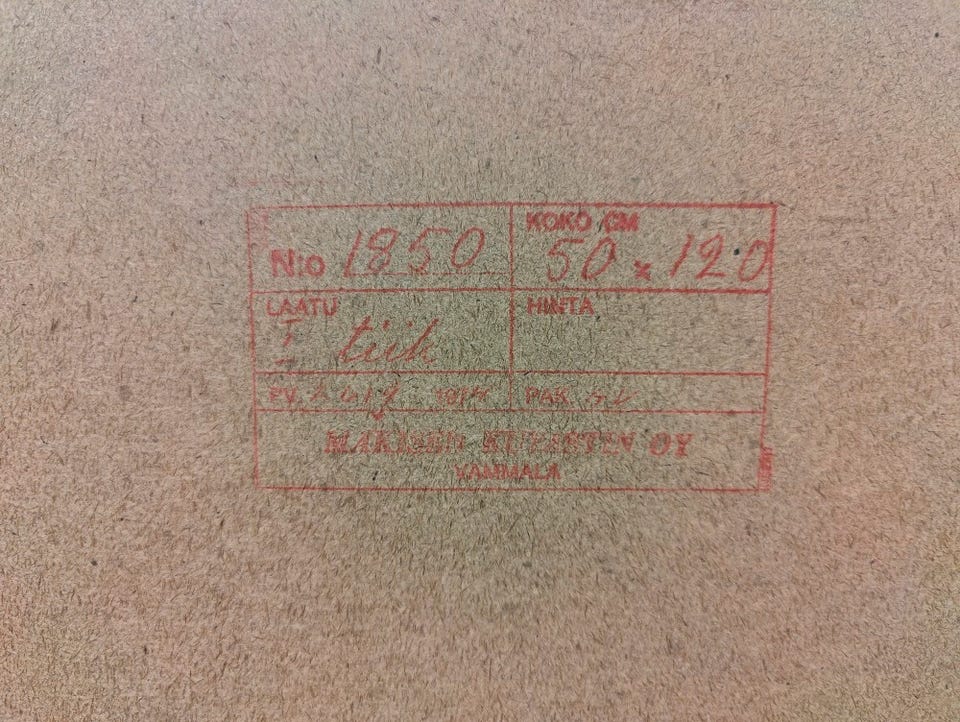 N:o 1850
KOKO CM
50 x 120
LAATU
I tiik
HINTA
PV.
PAK.
OY
VAMMALA